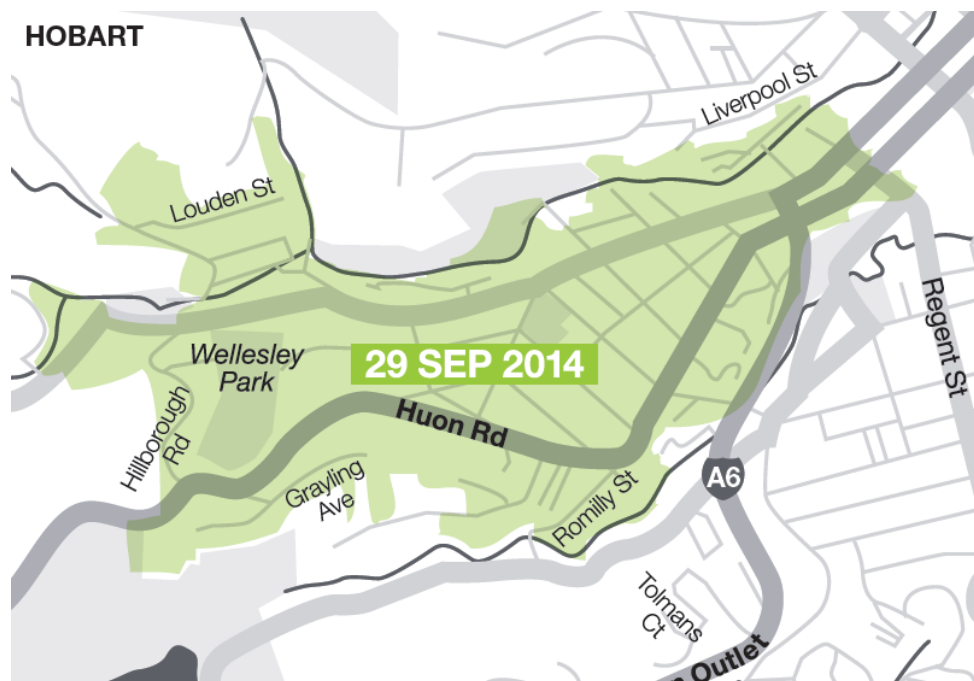 HOBART
Liverpool St
Louden St
Regent St
Wellesley
Park
29 SEP 2014
Huon Rd
Hillborough
Rd
Grayling
Ave
A6
Romilly St
Tolmans
Ct
Outlet